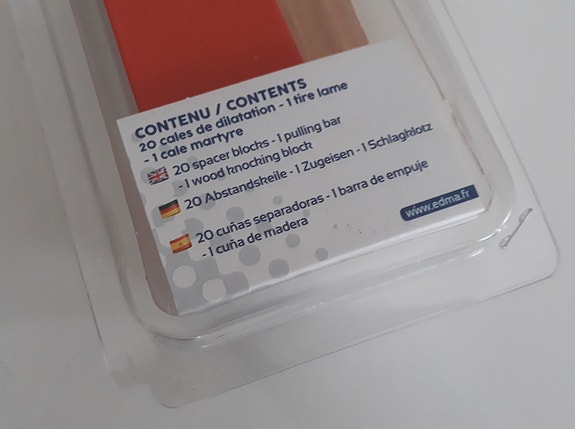 CONTENU / CONTENTS
20 cales de dilatation - 1 tire lame
- 1 cale martyre
20 spacer blocks - 1 pulling bar
- 1 wood knocking block
20 Abstandskeile - 1 Zugeisen - 1 Schlagklotz
20 cuñas separadoras - 1 barra de empuje
- 1 cuña de madera
www.edma.fr